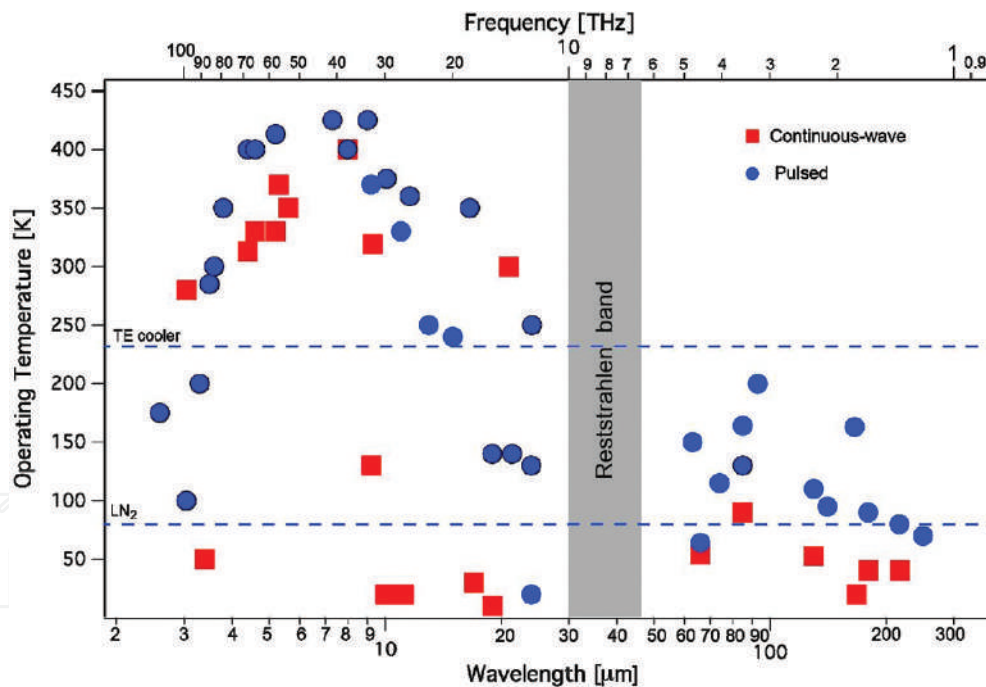 Frequency [THz]
100 90 80 70 60 50 40 30 20 10 9 8 7 6 5 4 3 2 1 0.9
450
400
350
300
250
200
150
100
50
Operating Temperature [K]
Continuous-wave
Pulsed
TE cooler
LN2
Reststrahlen band
2 3 4 5 6 7 8 9 10 20 30 40 50 60 70 80 90 100 200 300
Wavelength [μm]